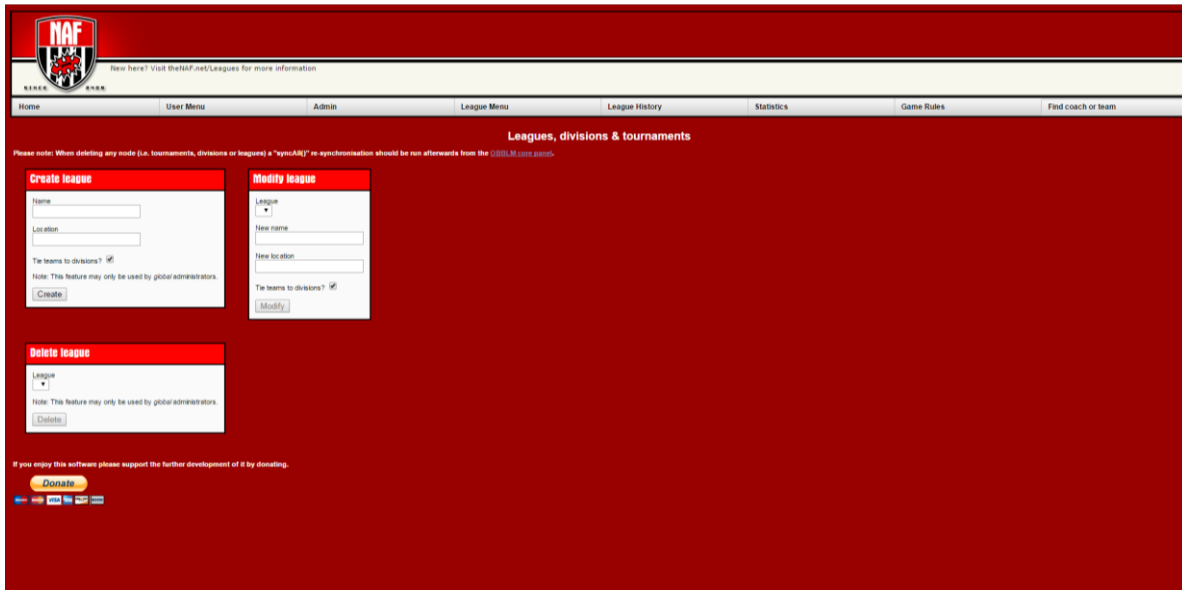 NAF
SINCE
New here? Visit theNAF.net/Leagues for more information
Home User Menu Admin League Menu League History Statistics Game Rules Find coach or team
Leagues, divisions & tournaments
Please note: When deleting any node (i.e. tournaments, divisions or leagues) a "syncAll()" re-synchronisation should be run afterwards from the OBBLM core panel.
Create league
Name
Location
Tie teams to divisions?
Note: This feature may only be used by global administrators.
Create
Modify league
League
New name
New location
Tie teams to divisions?
Modify
Delete league
League
Note: This feature may only be used by global administrators.
Delete
If you enjoy this software please support the further development of it by donating.
Donate
VISA